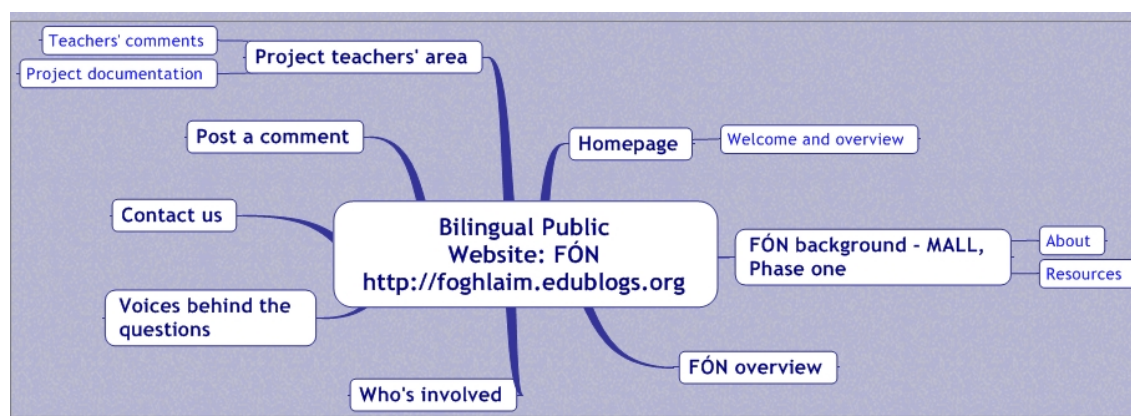 Teachers' comments
Project documentation
Project teachers' area
Post a comment
Contact us
Voices behind the
questions
Who's involved
Bilingual Public
Website: FÓN
http://foghlaim.edublogs.org
Homepage
Welcome and overview
FÓN background - MALL,
Phase one
About
Resources
FÓN overview